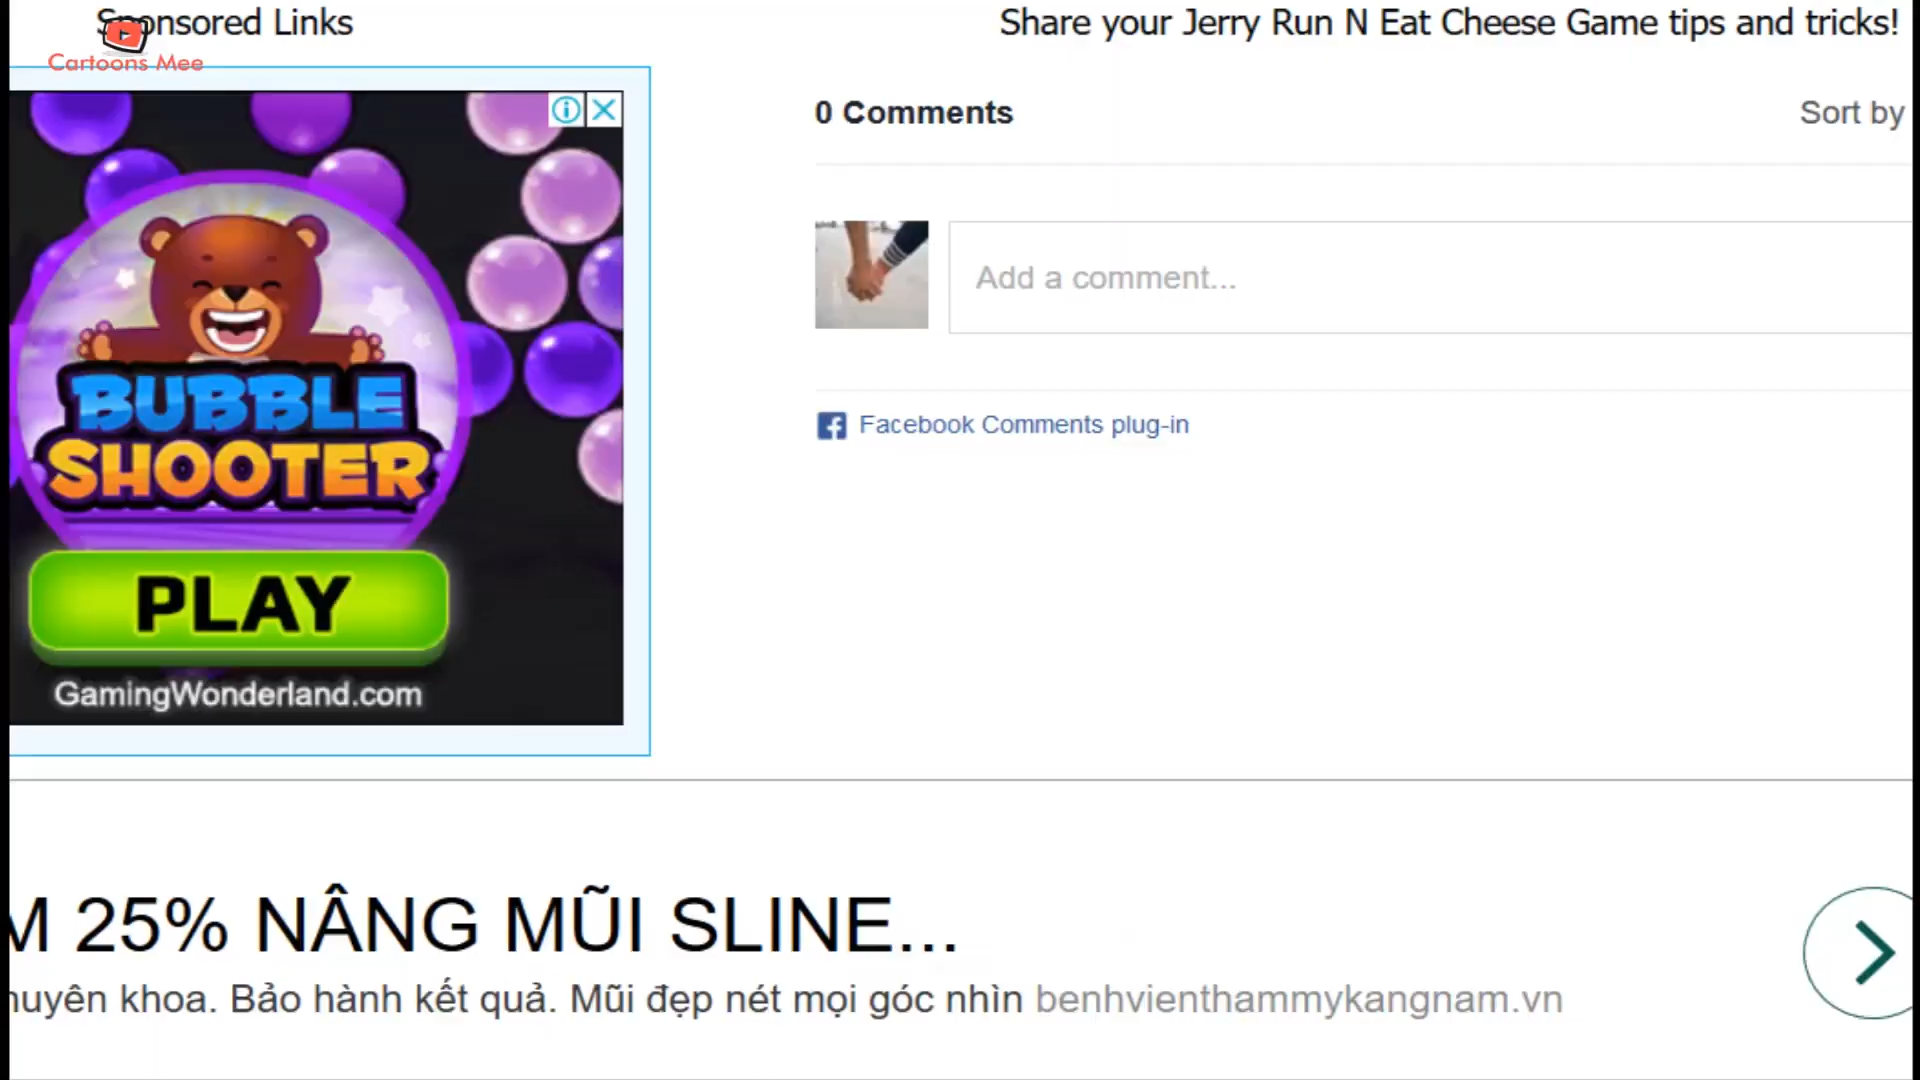 Sponsored Links
Cartoons Mee
Share your Jerry Run N Eat Cheese Game tips and tricks!
0 Comments
Sort by
Add a comment...
Facebook Comments plug-in
BUBBLE
SHOOTER
PLAY
GamingWonderland.com
M 25% NÂNG MŨI SLINE...
huyên khoa. Bảo hành kết quả. Mũi đẹp nét mọi góc nhìn benhvienthammykangnam.vn